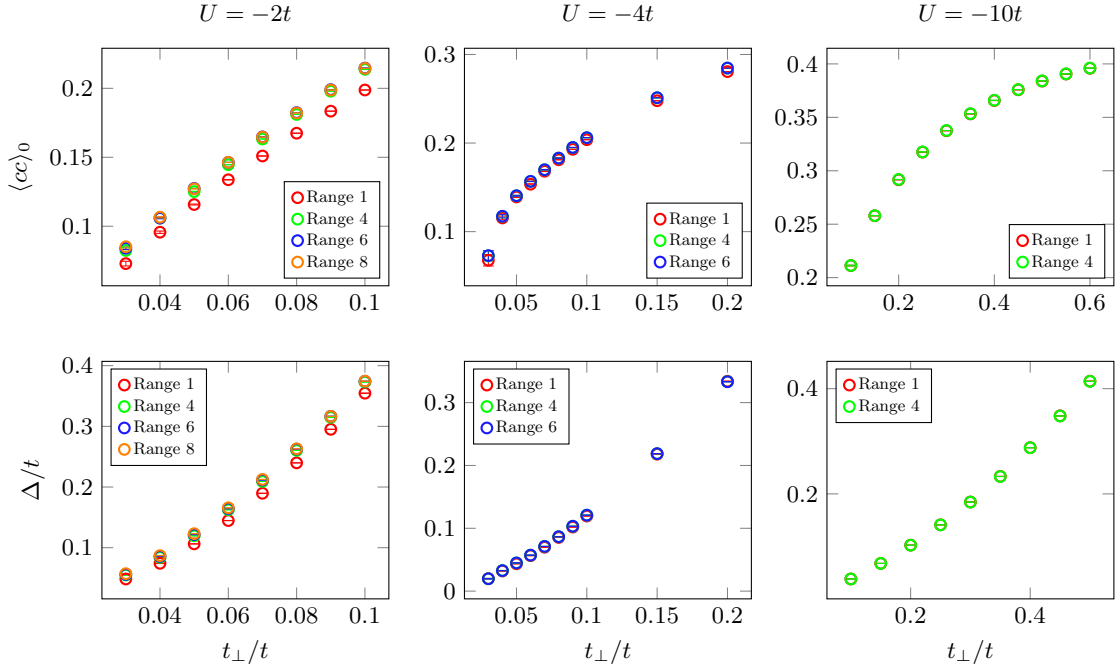 U = −2t
U = −4t
U = −10t
⟨cc⟩₀
0.2
0.15
0.1
0.04
0.06
0.08
0.1
Range 1
Range 4
Range 6
Range 8
0.3
0.2
0.1
0.05
0.1
0.15
0.2
Range 1
Range 4
Range 6
0.4
0.35
0.3
0.25
0.2
0.2
0.4
0.6
Range 1
Range 4
Δ/t
0.4
0.3
0.2
0.1
0.04
0.06
0.08
0.1
Range 1
Range 4
Range 6
Range 8
t⊥/t
0.3
0.2
0.1
0
0.05
0.1
0.15
0.2
Range 1
Range 4
Range 6
t⊥/t
0.4
0.2
0.2
0.4
Range 1
Range 4
t⊥/t